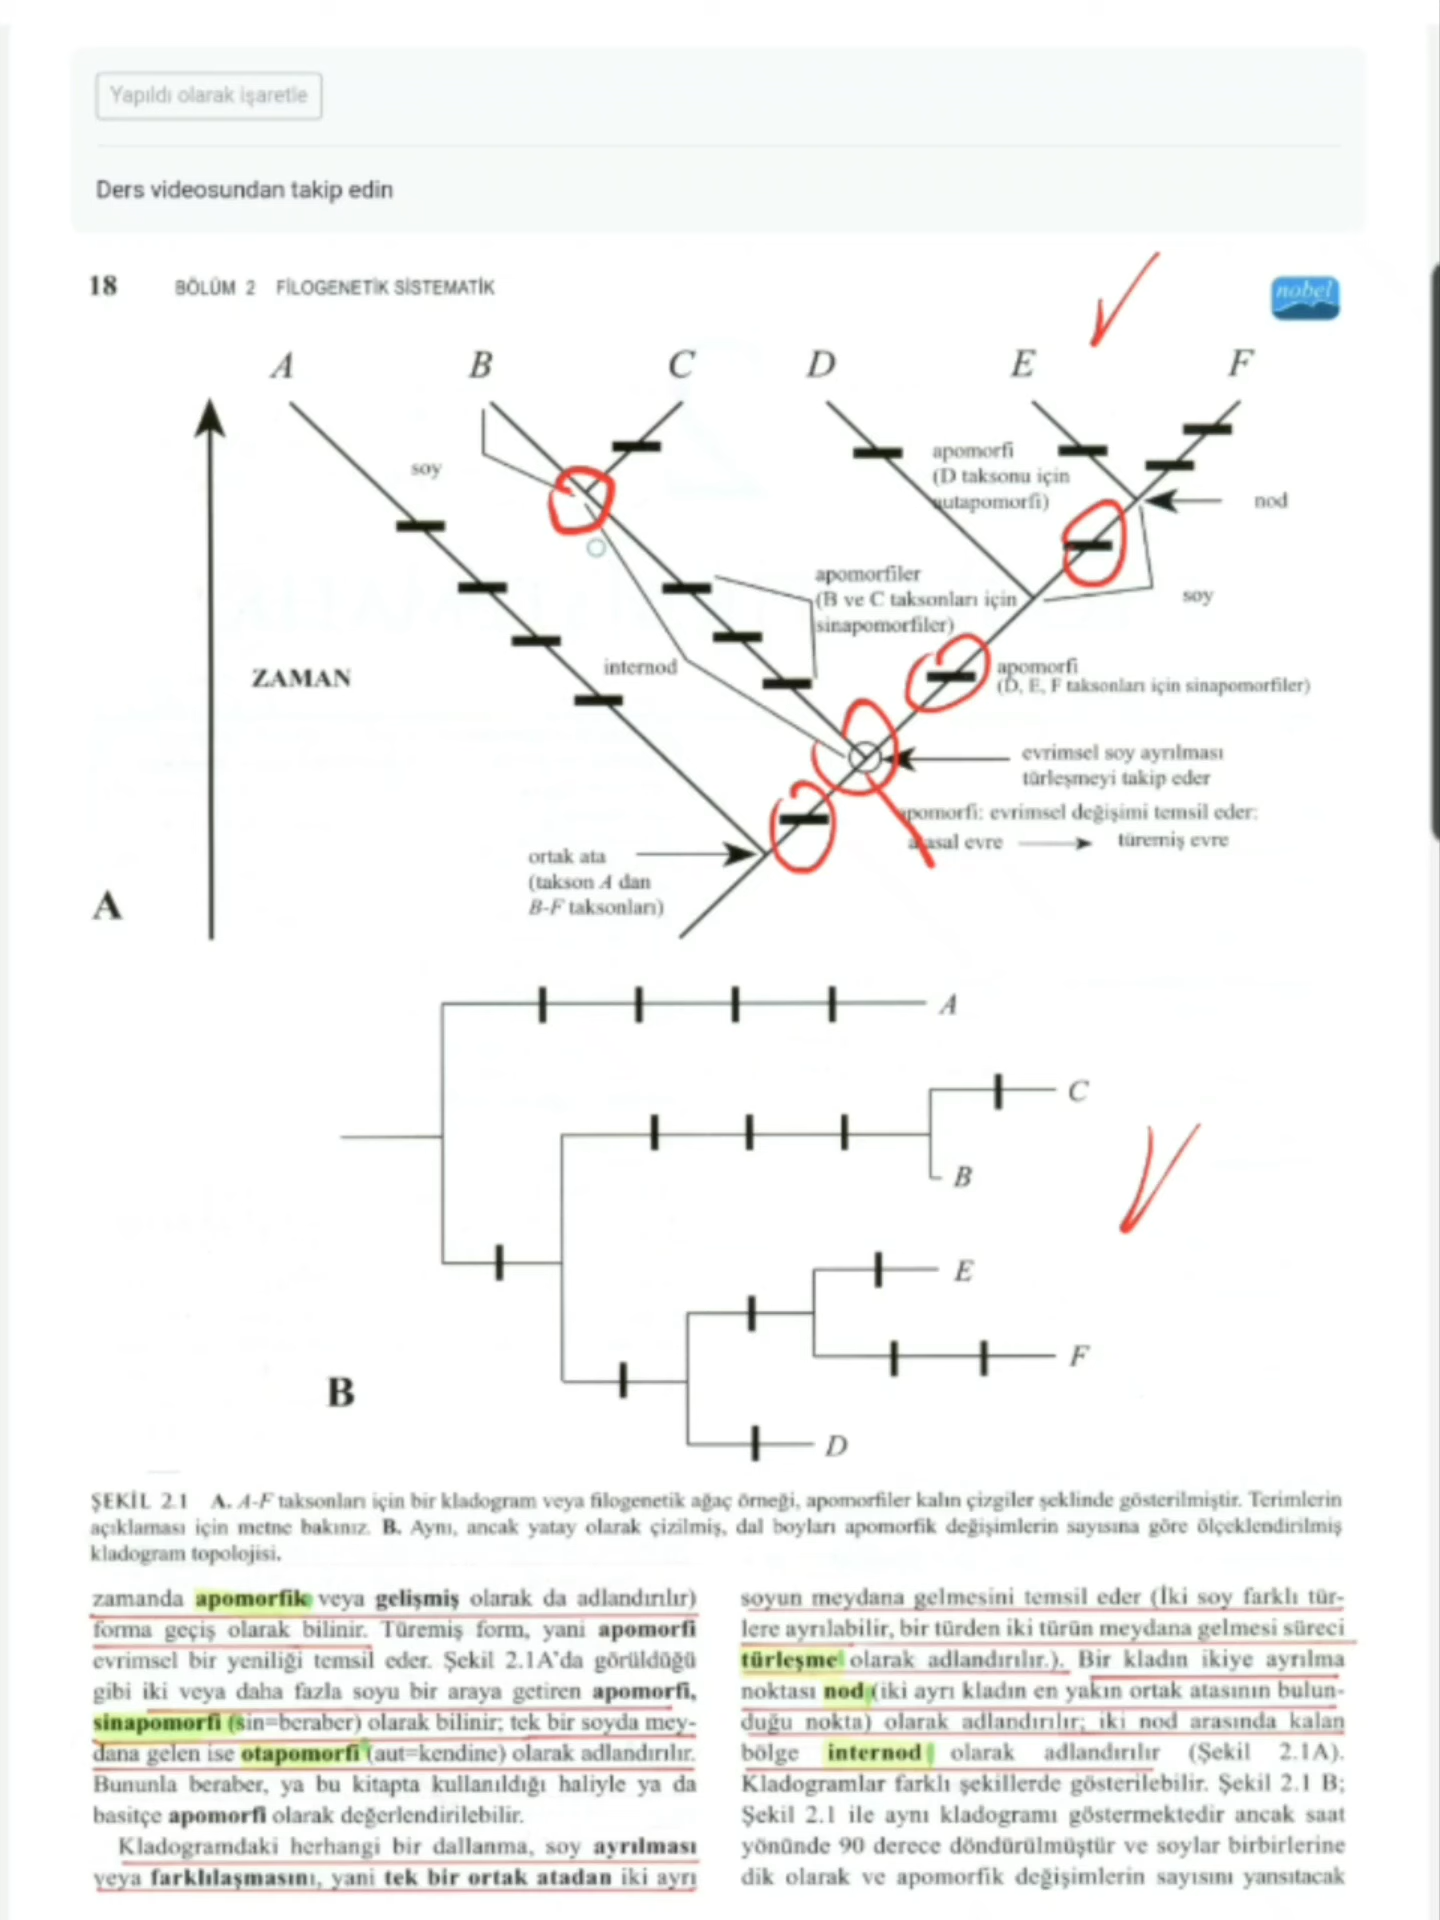 Yapıldı olarak işaretle
Ders videosundan takip edin
18 BÖLÜM 2 FİLOGENETİK SİSTEMATİK
nobel
A B C D E F
soy
apomorfi
(D taksonu için
autapomorfi)
nod
apomorfiler
(B ve C taksonları için
sinapomorfiler)
soy
internod
ZAMAN
apomorfi
(D, E, F taksonları için sinapomorfiler)
evrimsel soy ayrılması
türleşmeyi takip eder
apomorfi: evrimsel değişimi temsil eder:
atasal evre türemiş evre
ortak ata
(takson A dan
B-F taksonları)
A
A
C
B
E
F
B
D
ŞEKİL 2.1 A. A-F taksonları için bir kladogram veya filogenetik ağaç örneği, apomorfiler kalın çizgiler şeklinde gösterilmiştir. Terimlerin
açıklaması için metne bakınız. B. Aynı, ancak yatay olarak çizilmiş, dal boyları apomorfik değişimlerin sayısına göre ölçeklendirilmiş
kladogram topolojisi.
zamanda apomorfik veya gelişmiş olarak da adlandırılır)
forma geçiş olarak bilinir. Türemiş form, yani apomorfi
evrimsel bir yeniliği temsil eder. Şekil 2.1A'da görüldüğü
gibi iki veya daha fazla soyu bir araya getiren apomorfi,
sinapomorfi (sin=beraber) olarak bilinir; tek bir soyda mey-
dana gelen ise otapomorfi (aut=kendine) olarak adlandırılır.
Bununla beraber, ya bu kitapta kullanıldığı haliyle ya da
basitçe apomorfi olarak değerlendirilebilir.
Kladogramdaki herhangi bir dallanma, soy ayrılması
veya farklılaşmasını, yani tek bir ortak atadan iki ayrı
soyun meydana gelmesini temsil eder (İki soy farklı tür-
lere ayrılabilir, bir türden iki türün meydana gelmesi süreci
türleşme olarak adlandırılır.). Bir kladın ikiye ayrılma
noktası nod (iki ayrı kladın en yakın ortak atasının bulun-
duğu nokta) olarak adlandırılır; iki nod arasında kalan
bölge internod olarak adlandırılır (Şekil 2.1A).
Kladogramlar farklı şekillerde gösterilebilir. Şekil 2.1 B;
Şekil 2.1 ile aynı kladogramı göstermektedir ancak saat
yönünde 90 derece döndürülmüştür ve soylar birbirlerine
dik olarak ve apomorfik değişimlerin sayısını yansıtacak